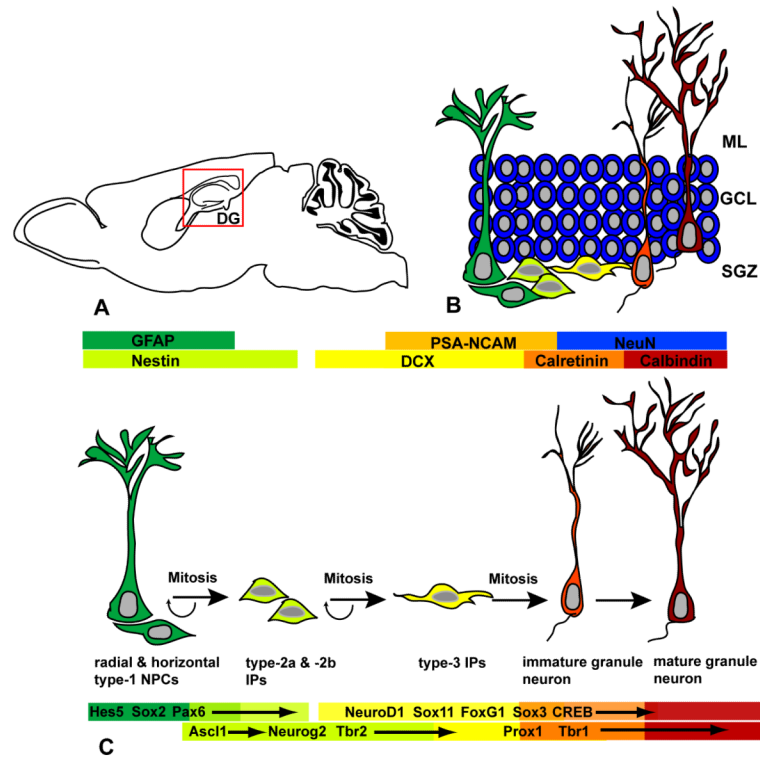 ML
GCL
SGZ
DG
A
B
GFAP
PSA-NCAM
NeuN
Nestin
DCX
Calretinin
Calbindin
Mitosis
Mitosis
Mitosis
radial & horizontal
type-1 NPCs
type-2a & -2b
IPs
type-3 IPs
immature granule
neuron
mature granule
neuron
Hes5 Sox2 Pax6
NeuroD1 Sox11 FoxG1 Sox3 CREB
Ascl1
Neurog2 Tbr2
Prox1 Tbr1
C